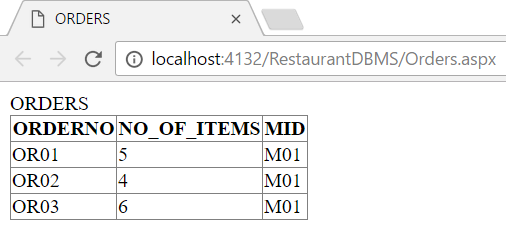 ORDERS
localhost:4132/RestaurantDBMS/Orders.aspx
ORDERS
ORDERNO NO_OF_ITEMS MID
OR01 5 M01
OR02 4 M01
OR03 6 M01